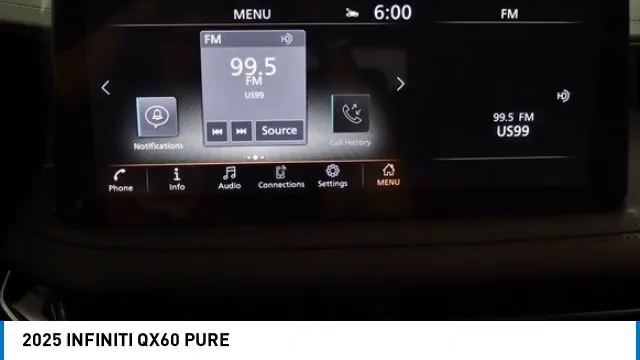 MENU
6:00
FM
FM
99.5
FM
US99
Source
Notifications
Call History
99.5 FM
US99
Phone
Info
Audio
Connections
Settings
MENU
2025 INFINITI QX60 PURE